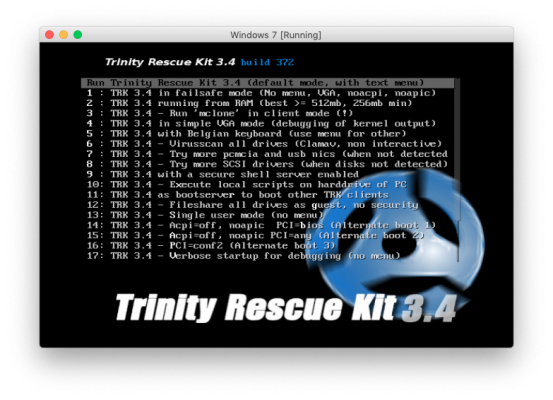 Windows 7 [Running]
Trinity Rescue Kit 3.4 build 372
Run Trinity Rescue Kit 3.4 (default mode, with text menu)
1 : TRK 3.4 in failsafe mode (No menu, VGA, noacpi, noapic)
2 : TRK 3.4 running from RAM (best >= 512mb, 256mb min)
3 : TRK 3.4 - Run 'mclone' in client mode (!)
4 : TRK 3.4 in simple VGA mode (debugging of kernel output)
5 : TRK 3.4 with Belgian keyboard (use menu for other)
6 : TRK 3.4 - Virusscan all drives (Clamav, non interactive)
7 : TRK 3.4 - Try more pcmcia and usb nics (when not detected
8 : TRK 3.4 - Try more SCSI drivers (when disks not detected)
9 : TRK 3.4 with a secure shell server enabled
10: TRK 3.4 - Execute local scripts on harddrive of PC
11: TRK 3.4 as bootserver to boot other TRK clients
12: TRK 3.4 - Fileshare all drives as guest, no security
13: TRK 3.4 - Single user mode (no menu)
14: TRK 3.4 - Acpi=off, noapic PCI=bios (Alternate boot 1)
15: TRK 3.4 - Acpi=off, noapic PCI=any (Alternate boot 2)
16: TRK 3.4 - PCI=conf2 (Alternate boot 3)
17: TRK 3.4 - Verbose startup for debugging (no menu)
Trinity Rescue Kit 3.4